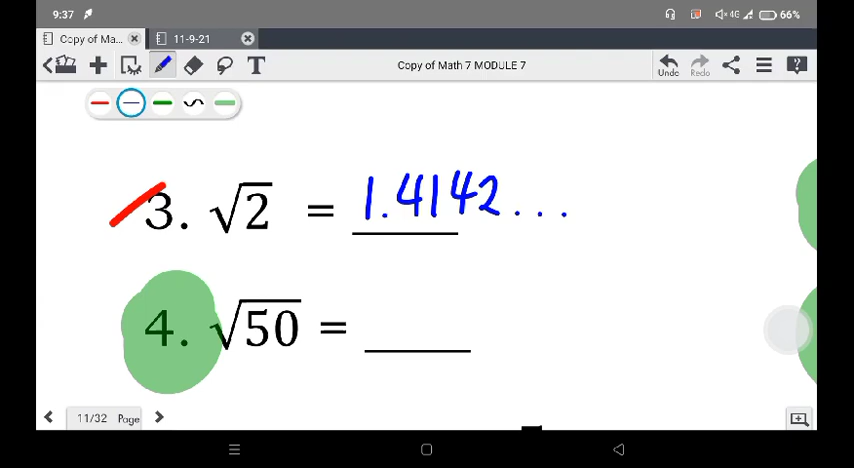 9:37 4G 66%
Copy of Ma... 11-9-21
T Copy of Math 7 MODULE 7 Undo Redo
3. √2 = 1.4142...
4. √50 = ____
11/32 Page